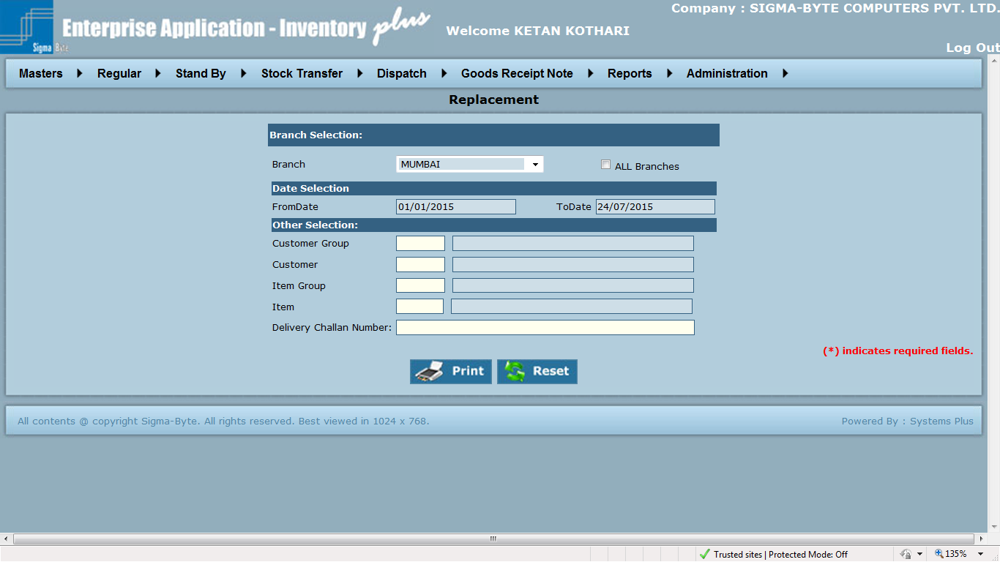 Company : SIGMA-BYTE COMPUTERS PVT. LTD.
Enterprise Application - Inventory plus
Welcome KETAN KOTHARI
Sigma Byte
Log Out
Masters Regular Stand By Stock Transfer Dispatch Goods Receipt Note Reports Administration
Replacement
Branch Selection:
Branch MUMBAI ALL Branches
Date Selection
FromDate 01/01/2015 ToDate 24/07/2015
Other Selection:
Customer Group
Customer
Item Group
Item
Delivery Challan Number:
(*) indicates required fields.
Print Reset
All contents @ copyright Sigma-Byte. All rights reserved. Best viewed in 1024 x 768. Powered By : Systems Plus
Trusted sites | Protected Mode: Off 135%